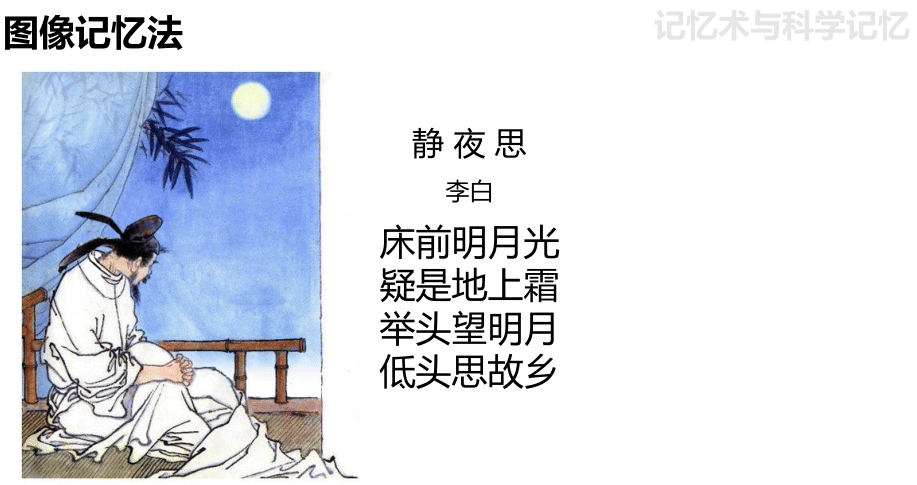 图像记忆法
记忆术与科学记忆
静夜思
李白
床前明月光
疑是地上霜
举头望明月
低头思故乡